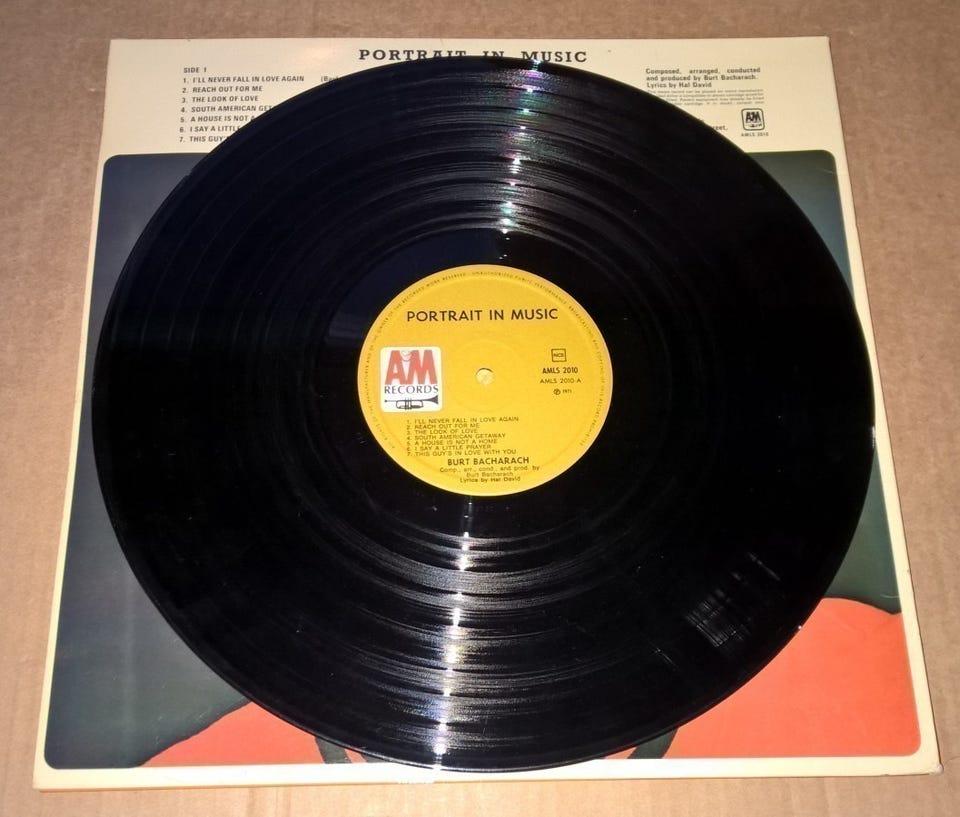 PORTRAIT IN MUSIC
SIDE 1
1. I'LL NEVER FALL IN LOVE AGAIN
2. REACH OUT FOR ME
3. THE LOOK OF LOVE
4. SOUTH AMERICAN
5. A HOUSE IS NOT
6. I SAY A
7. THIS
Composed, arranged, conducted
and produced by Burt Bacharach.
Lyrics by Hal David
AM
AMLS 2010
PORTRAIT IN MUSIC
AM
RECORDS
NCB
AMLS 2010
AMLS 2010-A
℗ 1971
1. I'LL NEVER FALL IN LOVE AGAIN
2. REACH OUT FOR ME
3. THE LOOK OF LOVE
4. SOUTH AMERICAN GETAWAY
5. A HOUSE IS NOT A HOME
6. I SAY A LITTLE PRAYER
7. THIS GUY'S IN LOVE WITH YOU
BURT BACHARACH
Comp., arr., cond., and prod. by
Burt Bacharach
Lyrics by Hal David